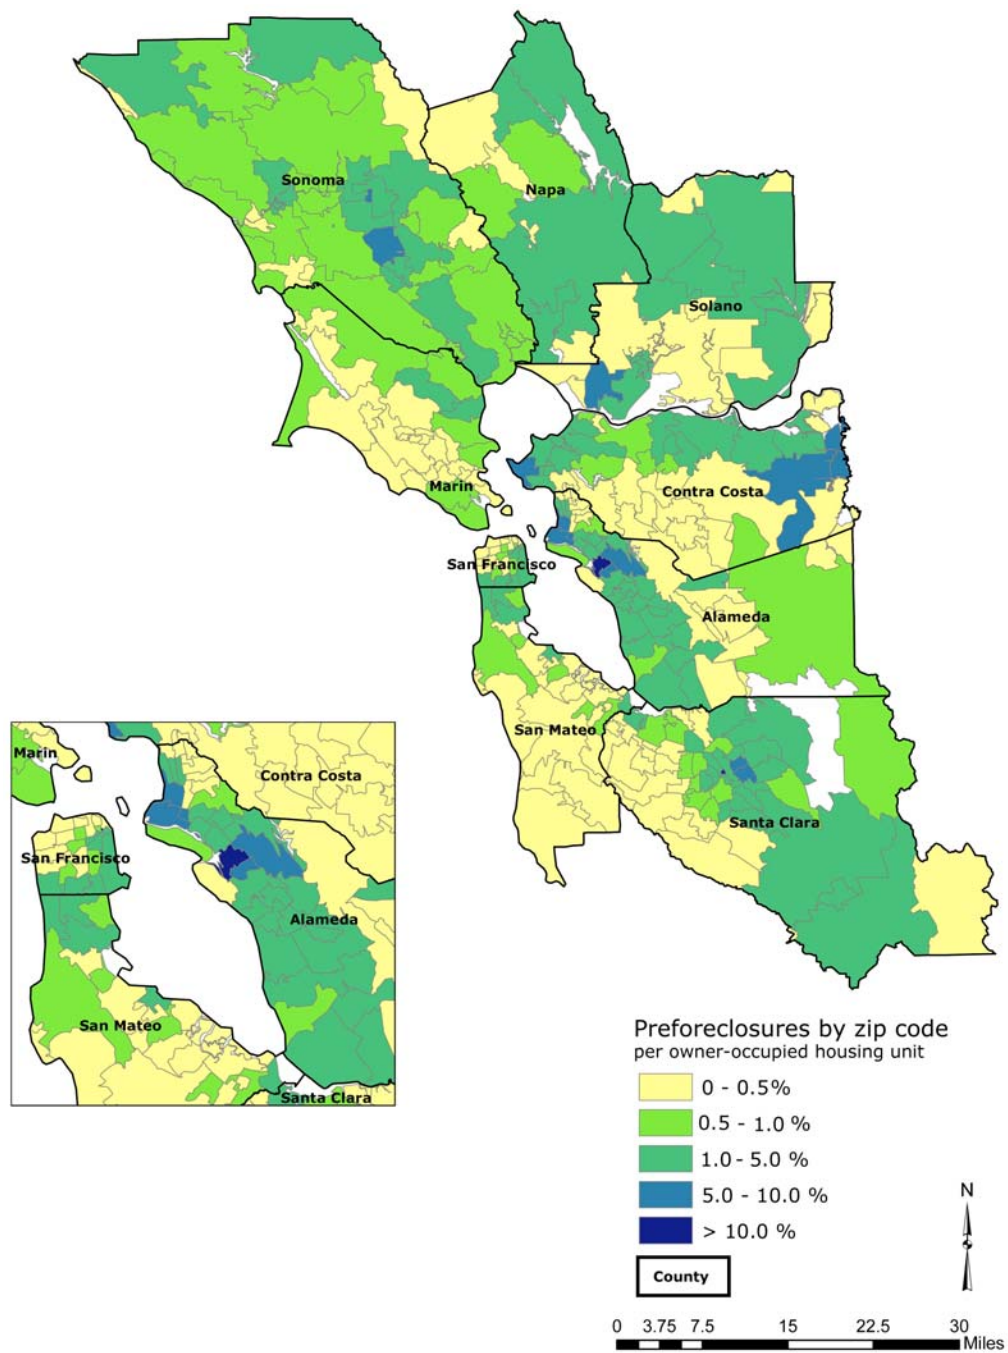 Sonoma
Napa
Solano
Marin
Contra Costa
San Francisco
Alameda
San Mateo
Santa Clara
Marin
Contra Costa
San Francisco
Alameda
San Mateo
Santa Clara
Preforeclosures by zip code
per owner-occupied housing unit
0 - 0.5%
0.5 - 1.0 %
1.0 - 5.0 %
5.0 - 10.0 %
> 10.0 %
County
N
0 3.75 7.5 15 22.5 30
Miles